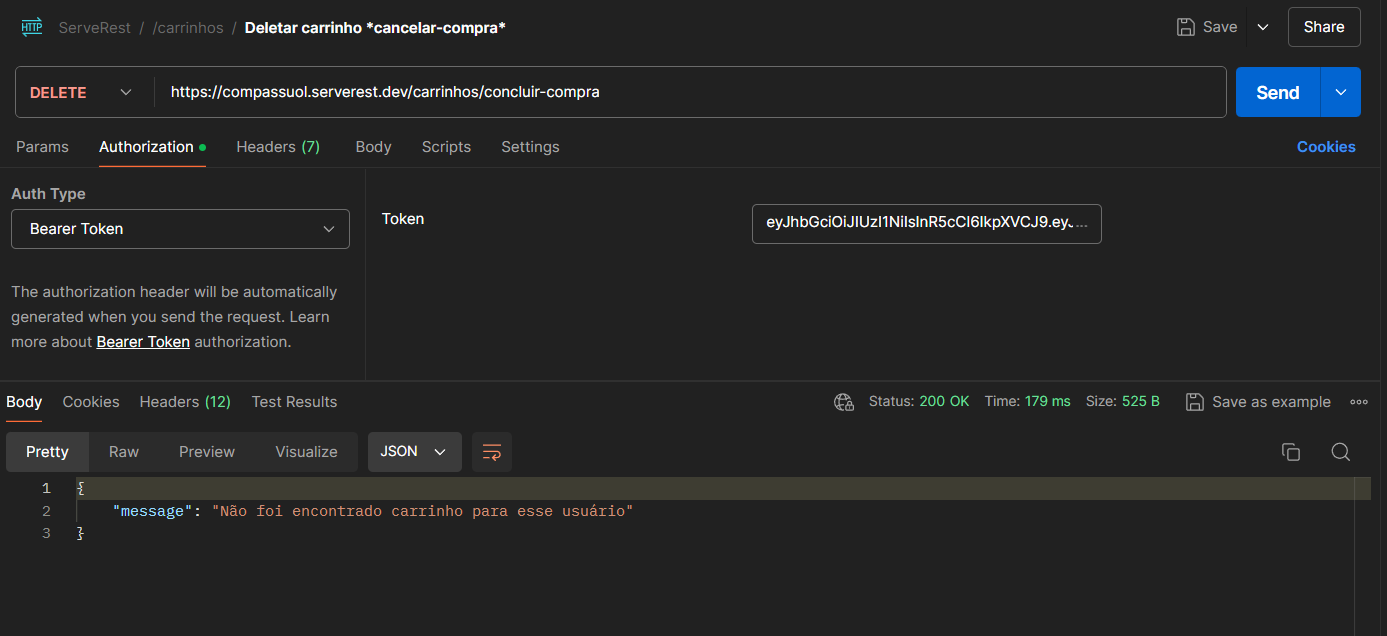 HTTP ServeRest / /carrinhos / Deletar carrinho *cancelar-compra* Save Share
DELETE https://compassuol.serverest.dev/carrinhos/concluir-compra Send
Params Authorization Headers (7) Body Scripts Settings Cookies
Auth Type
Bearer Token
Token
eyJhbGciOiJIUzI1NiIsInR5cCI6IkpXVCJ9.eyJ...
The authorization header will be automatically
generated when you send the request. Learn
more about Bearer Token authorization.
Body Cookies Headers (12) Test Results Status: 200 OK Time: 179 ms Size: 525 B Save as example
Pretty Raw Preview Visualize JSON
1 {
2 "message": "Não foi encontrado carrinho para esse usuário"
3 }